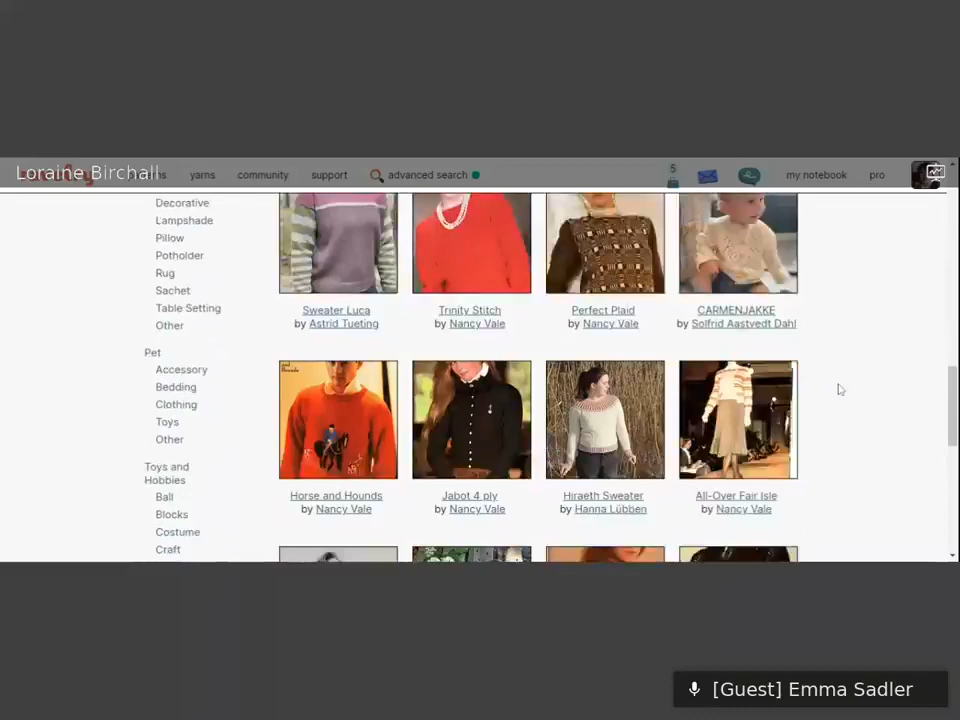 Loraine Birchall
yarns
community
support
advanced search
5
my notebook
pro
Decorative
Lampshade
Pillow
Potholder
Rug
Sachet
Table Setting
Other
Pet
Accessory
Bedding
Clothing
Toys
Other
Toys and
Hobbies
Ball
Blocks
Costume
Craft
Sweater Luca
by Astrid Tueting
Trinity Stitch
by Nancy Vale
Perfect Plaid
by Nancy Vale
CARMENJAKKE
by Solfrid Aastvedt Dahl
Horse and Hounds
by Nancy Vale
Jabot 4 ply
by Nancy Vale
Hiraeth Sweater
by Hanna Lübben
All-Over Fair Isle
by Nancy Vale
[Guest] Emma Sadler